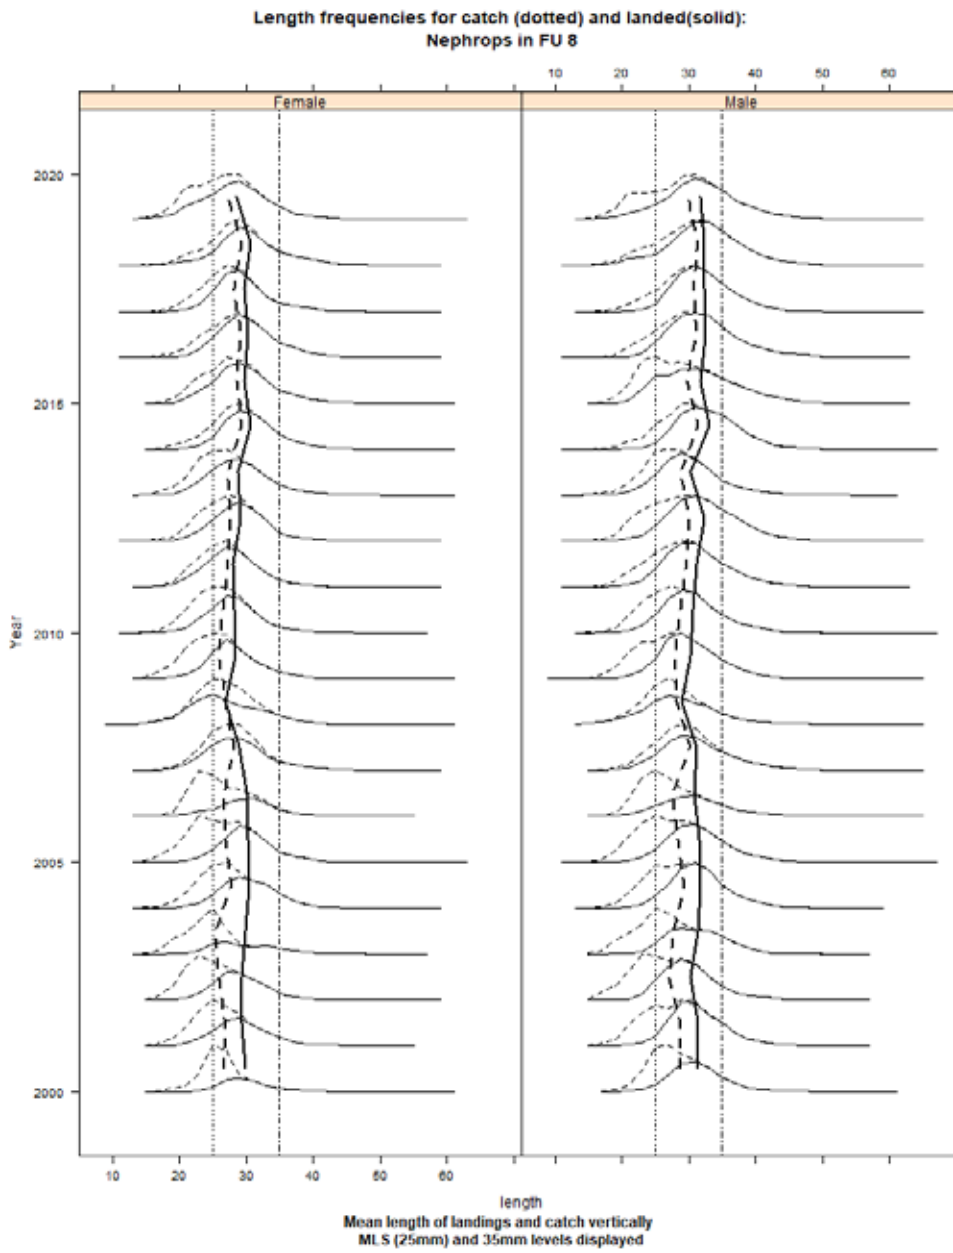 Length frequencies for catch (dotted) and landed(solid):
Nephrops in FU 8
10 20 30 40 50 60
Female Male
2020
2015
2010
Year
2005
2000
10 20 30 40 50 60
length
Mean length of landings and catch vertically
MLS (25mm) and 35mm levels displayed